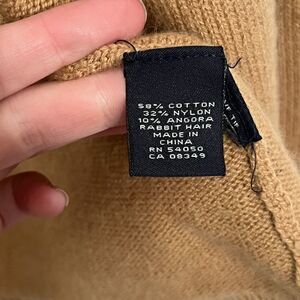 58% COTTON
32% NYLON
10% ANGORA
RABBIT HAIR
MADE IN
CHINA
RN 54050
CA 08349